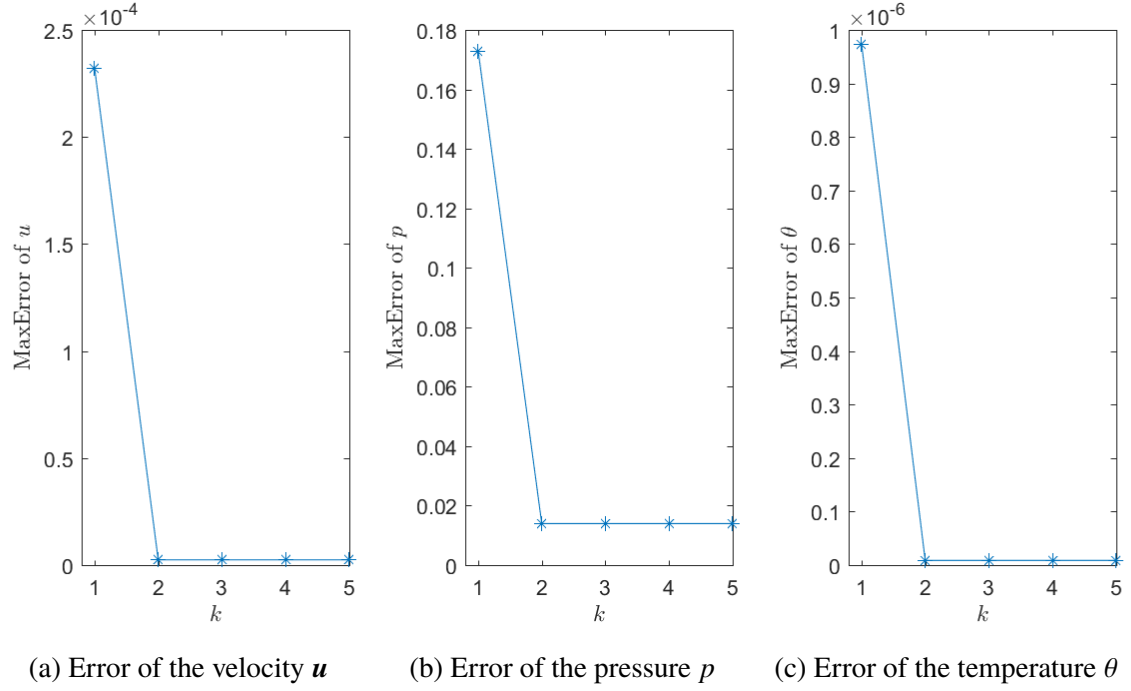 ×10⁻⁴
2.5
2
1.5
1
0.5
0
1 2 3 4 5
MaxError of u
k
(a) Error of the velocity u
0.18
0.16
0.14
0.12
0.1
0.08
0.06
0.04
0.02
0
1 2 3 4 5
MaxError of p
k
(b) Error of the pressure p
×10⁻⁶
1
0.9
0.8
0.7
0.6
0.5
0.4
0.3
0.2
0.1
0
1 2 3 4 5
MaxError of θ
k
(c) Error of the temperature θ